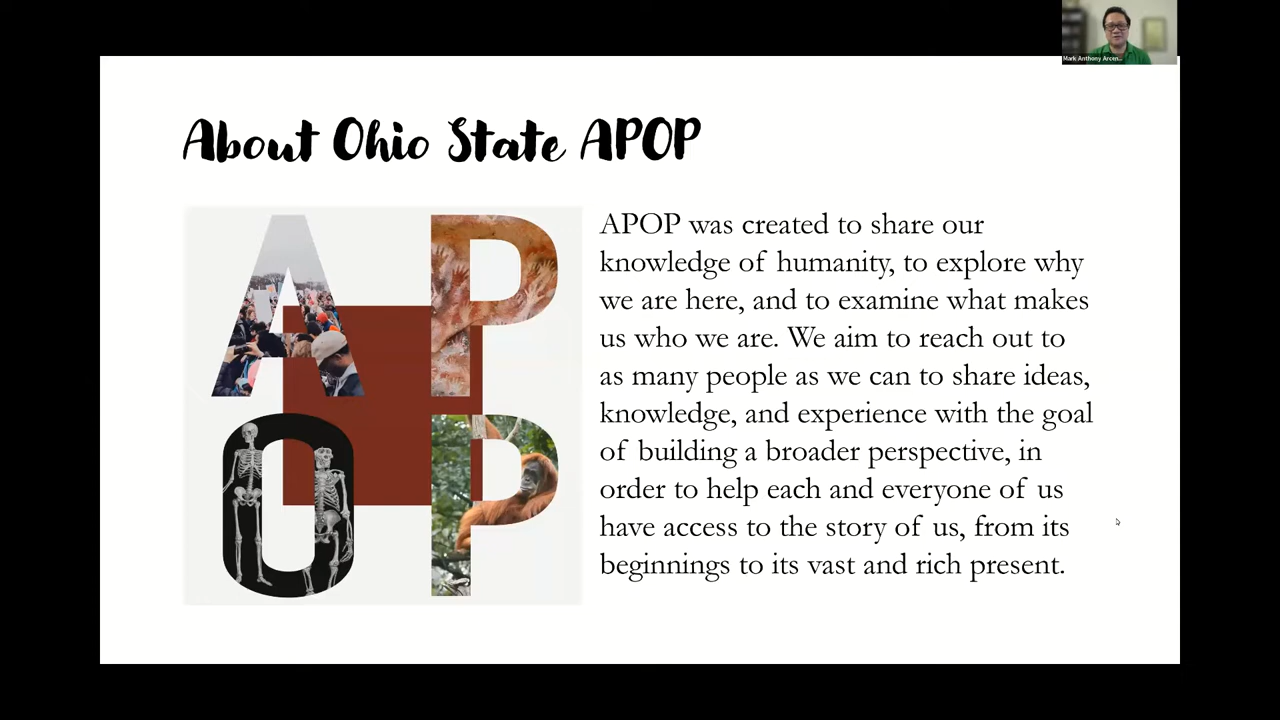 Mark Anthony Arcen...
About Ohio State APOP
A P
O P
APOP was created to share our
knowledge of humanity, to explore why
we are here, and to examine what makes
us who we are. We aim to reach out to
as many people as we can to share ideas,
knowledge, and experience with the goal
of building a broader perspective, in
order to help each and everyone of us
have access to the story of us, from its
beginnings to its vast and rich present.